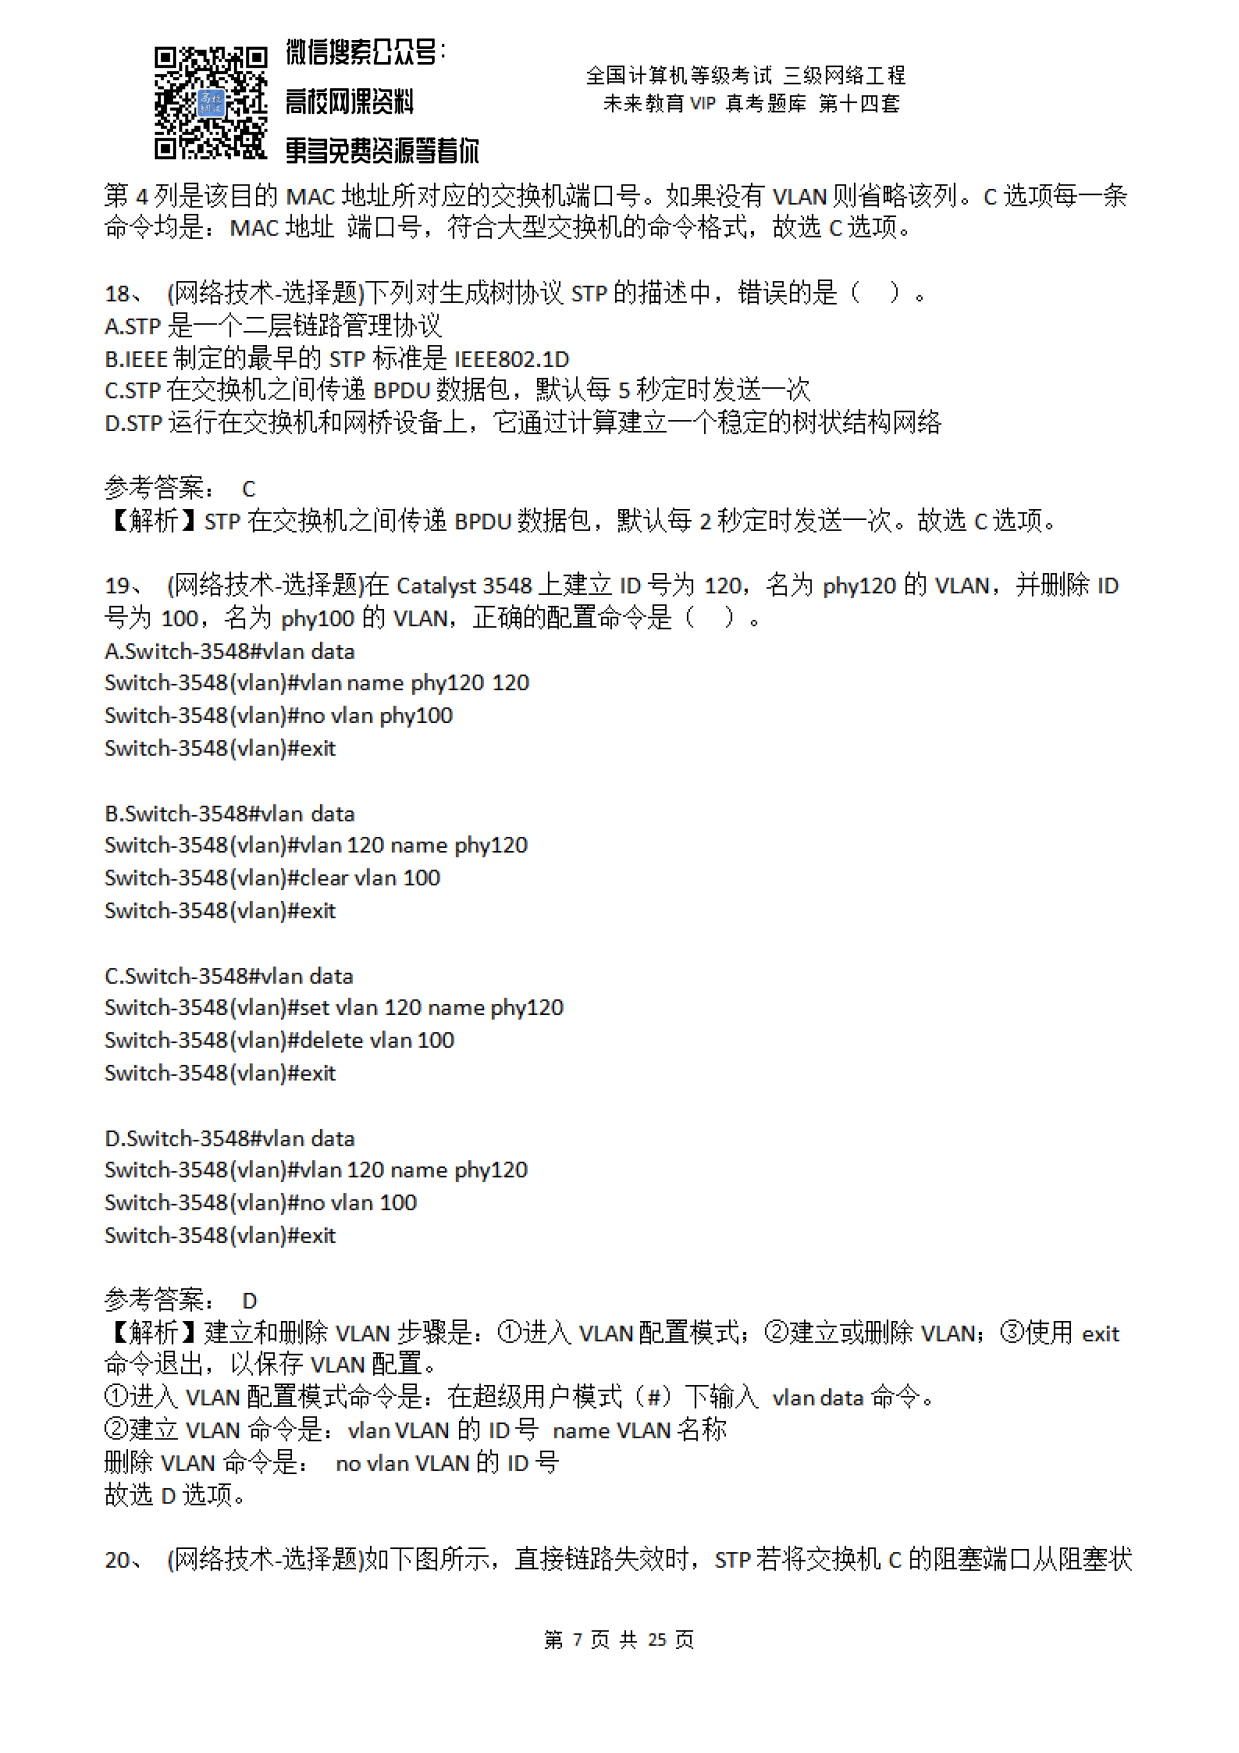 微信搜索公众号：
高校网课资料
更多免费资源等着你
全国计算机等级考试 三级网络工程
未来教育 VIP 真考题库 第十四套
高校
网课
第 4 列是该目的 MAC 地址所对应的交换机端口号。如果没有 VLAN 则省略该列。C 选项每一条
命令均是：MAC 地址 端口号，符合大型交换机的命令格式，故选 C 选项。
18、 (网络技术-选择题)下列对生成树协议 STP 的描述中，错误的是（ ）。
A.STP 是一个二层链路管理协议
B.IEEE 制定的最早的 STP 标准是 IEEE802.1D
C.STP 在交换机之间传递 BPDU 数据包，默认每 5 秒定时发送一次
D.STP 运行在交换机和网桥设备上，它通过计算建立一个稳定的树状结构网络
参考答案： C
【解析】STP 在交换机之间传递 BPDU 数据包，默认每 2 秒定时发送一次。故选 C 选项。
19、 (网络技术-选择题)在 Catalyst 3548 上建立 ID 号为 120，名为 phy120 的 VLAN，并删除 ID
号为 100，名为 phy100 的 VLAN，正确的配置命令是（ ）。
A.Switch-3548#vlan data
Switch-3548(vlan)#vlan name phy120 120
Switch-3548(vlan)#no vlan phy100
Switch-3548(vlan)#exit
B.Switch-3548#vlan data
Switch-3548(vlan)#vlan 120 name phy120
Switch-3548(vlan)#clear vlan 100
Switch-3548(vlan)#exit
C.Switch-3548#vlan data
Switch-3548(vlan)#set vlan 120 name phy120
Switch-3548(vlan)#delete vlan 100
Switch-3548(vlan)#exit
D.Switch-3548#vlan data
Switch-3548(vlan)#vlan 120 name phy120
Switch-3548(vlan)#no vlan 100
Switch-3548(vlan)#exit
参考答案： D
【解析】建立和删除 VLAN 步骤是：①进入 VLAN 配置模式；②建立或删除 VLAN；③使用 exit
命令退出，以保存 VLAN 配置。
①进入 VLAN 配置模式命令是：在超级用户模式（#）下输入 vlan data 命令。
②建立 VLAN 命令是：vlan VLAN 的 ID 号 name VLAN 名称
删除 VLAN 命令是： no vlan VLAN 的 ID 号
故选 D 选项。
20、 (网络技术-选择题)如下图所示，直接链路失效时，STP 若将交换机 C 的阻塞端口从阻塞状
第 7 页 共 25 页